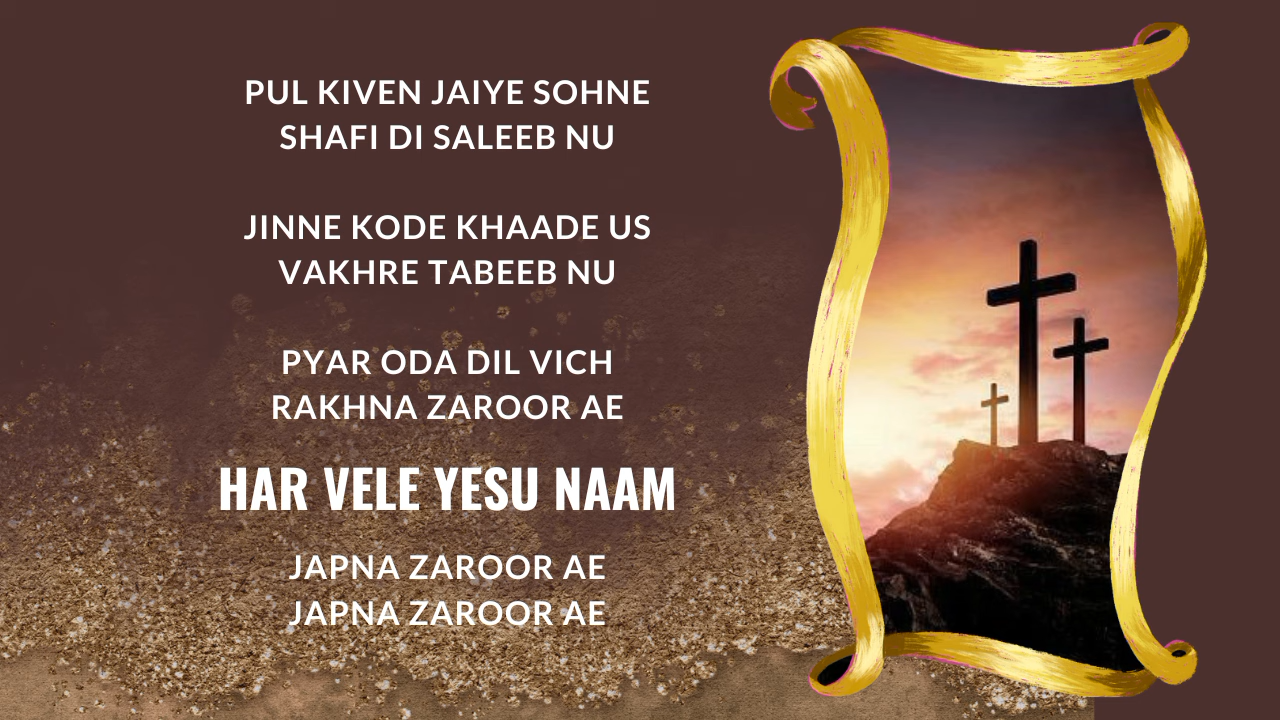 PUL KIVEN JAIYE SOHNE
SHAFI DI SALEEB NU
JINNE KODE KHAADE US
VAKHRE TABEEB NU
PYAR ODA DIL VICH
RAKHNA ZAROOR AE
HAR VELE YESU NAAM
JAPNA ZAROOR AE
JAPNA ZAROOR AE